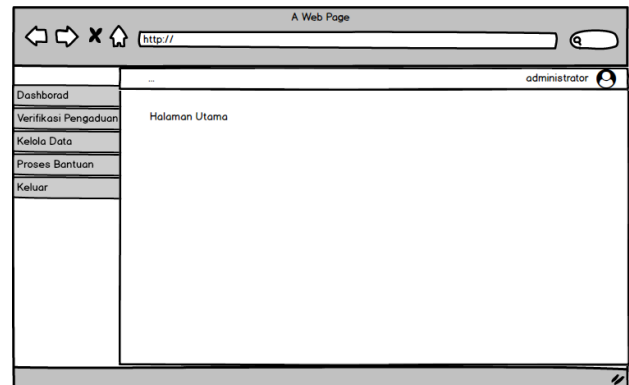 A Web Page
http://
... administrator
Dashborad
Verifikasi Pengaduan
Kelola Data
Proses Bantuan
Keluar
Halaman Utama